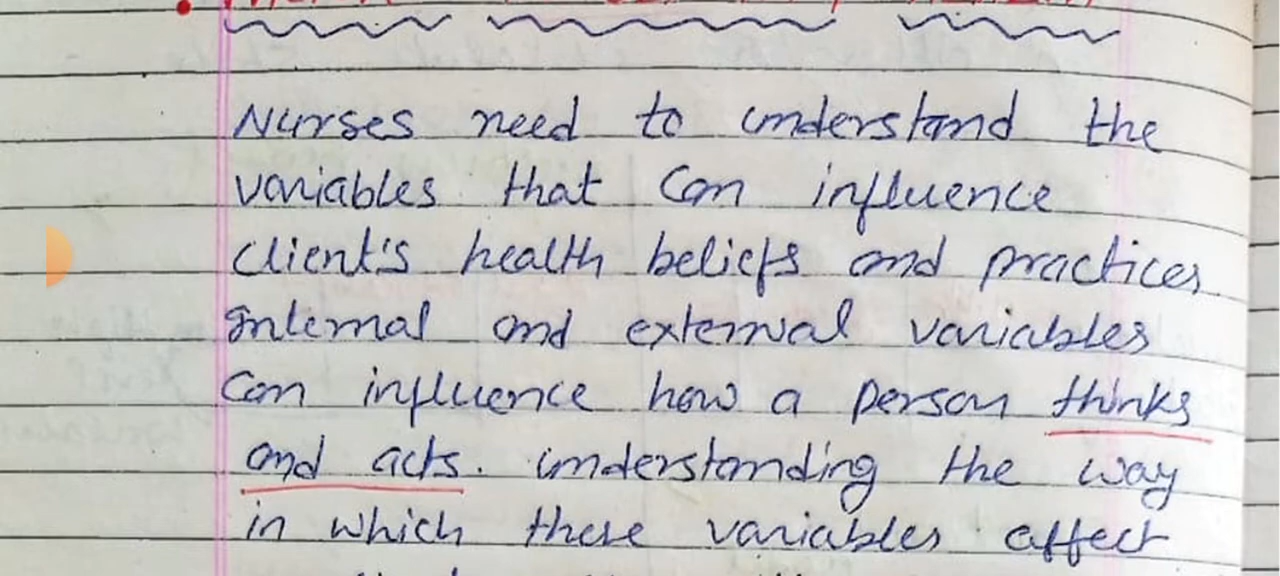 Nurses need to understand the
variables that can influence
client's health beliefs and practices
Internal and external variables
can influence how a person thinks
and acts. understanding the way
in which these variables affect